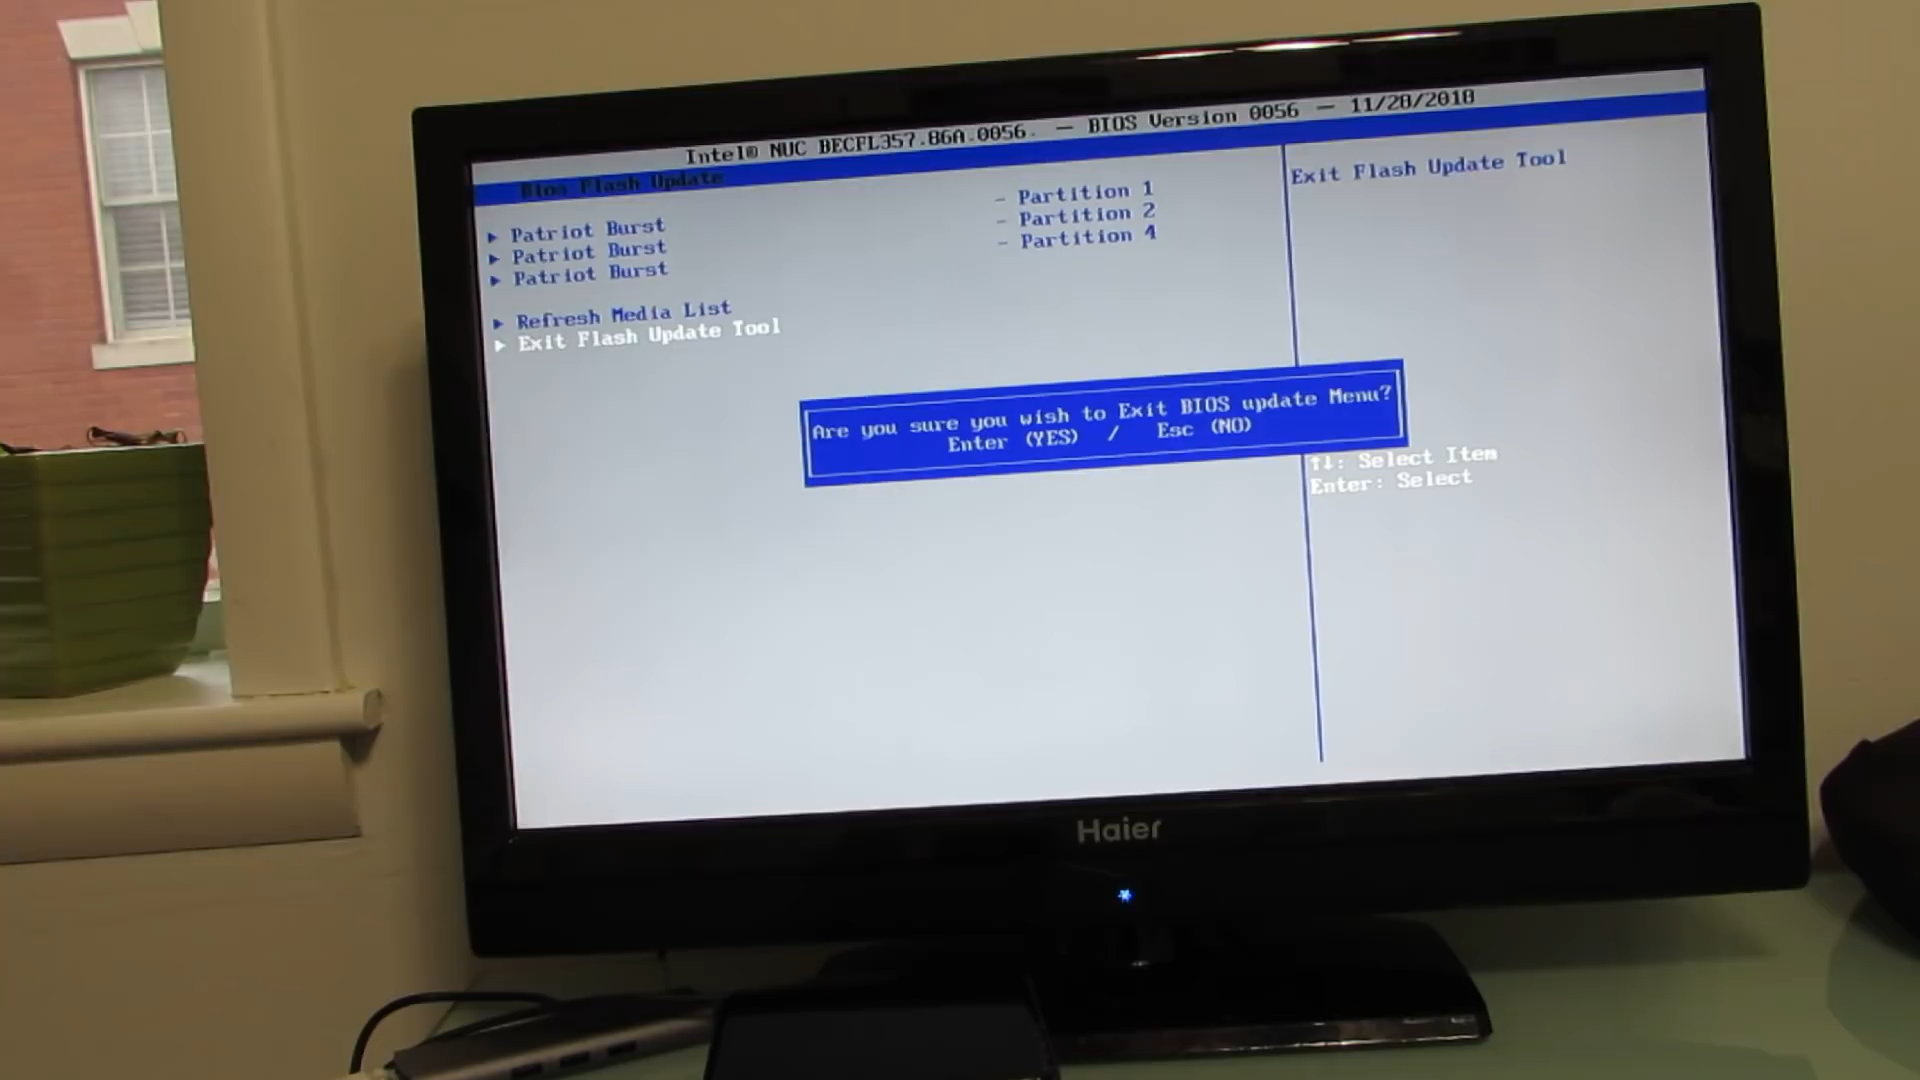 Intel® NUC BECFL357.86A.0056. — BIOS Version 0056 — 11/28/2018
Bios Flash Update
▶ Patriot Burst - Partition 1
▶ Patriot Burst - Partition 2
▶ Patriot Burst - Partition 4
▶ Refresh Media List
▶ Exit Flash Update Tool
Exit Flash Update Tool
Are you sure you wish to Exit BIOS update Menu?
Enter (YES) / Esc (NO)
↑↓: Select Item
Enter: Select
Haier